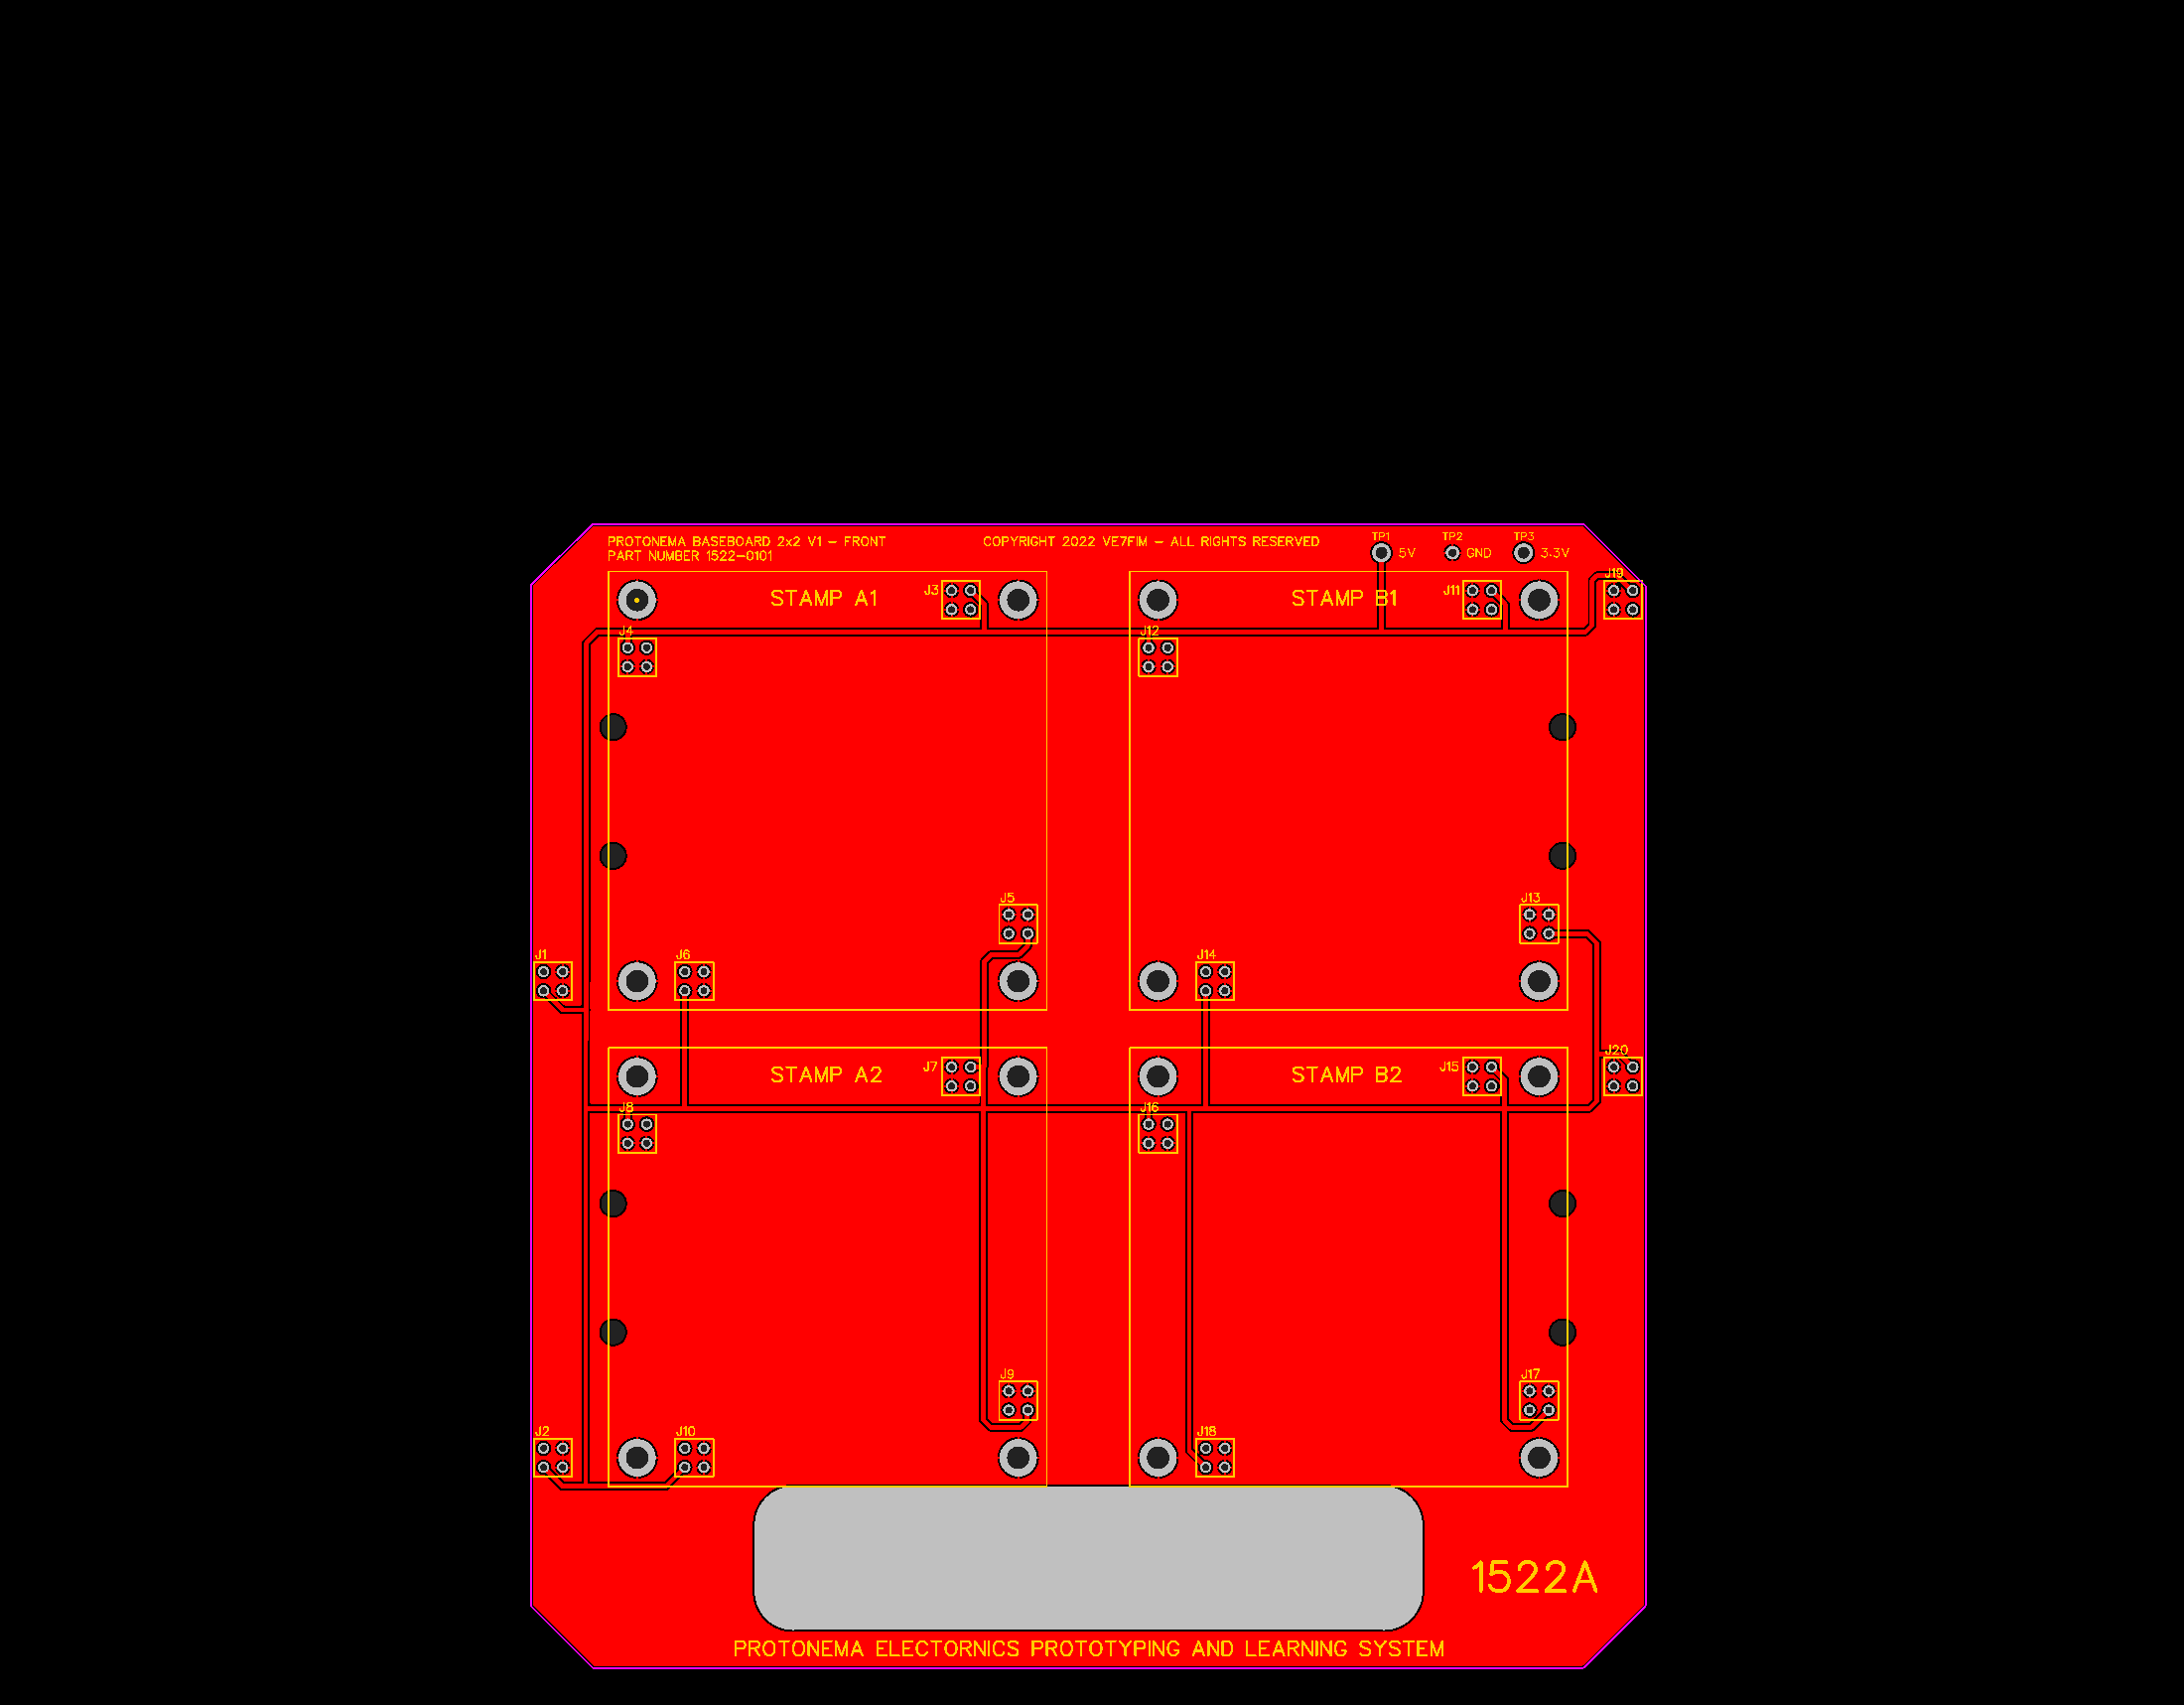 PROTONEMA BASEBOARD 2x2 V1 - FRONT
PART NUMBER 1522-0101
COPYRIGHT 2022 VE7FIM - ALL RIGHTS RESERVED
TP1
5V
TP2
GND
TP3
3.3V
STAMP A1
J3
STAMP B1
J11
J19
J4
J12
J5
J13
J1
J6
J14
STAMP A2
J7
STAMP B2
J15
J20
J8
J16
J9
J17
J2
J10
J18
1522A
PROTONEMA ELECTORNICS PROTOTYPING AND LEARNING SYSTEM